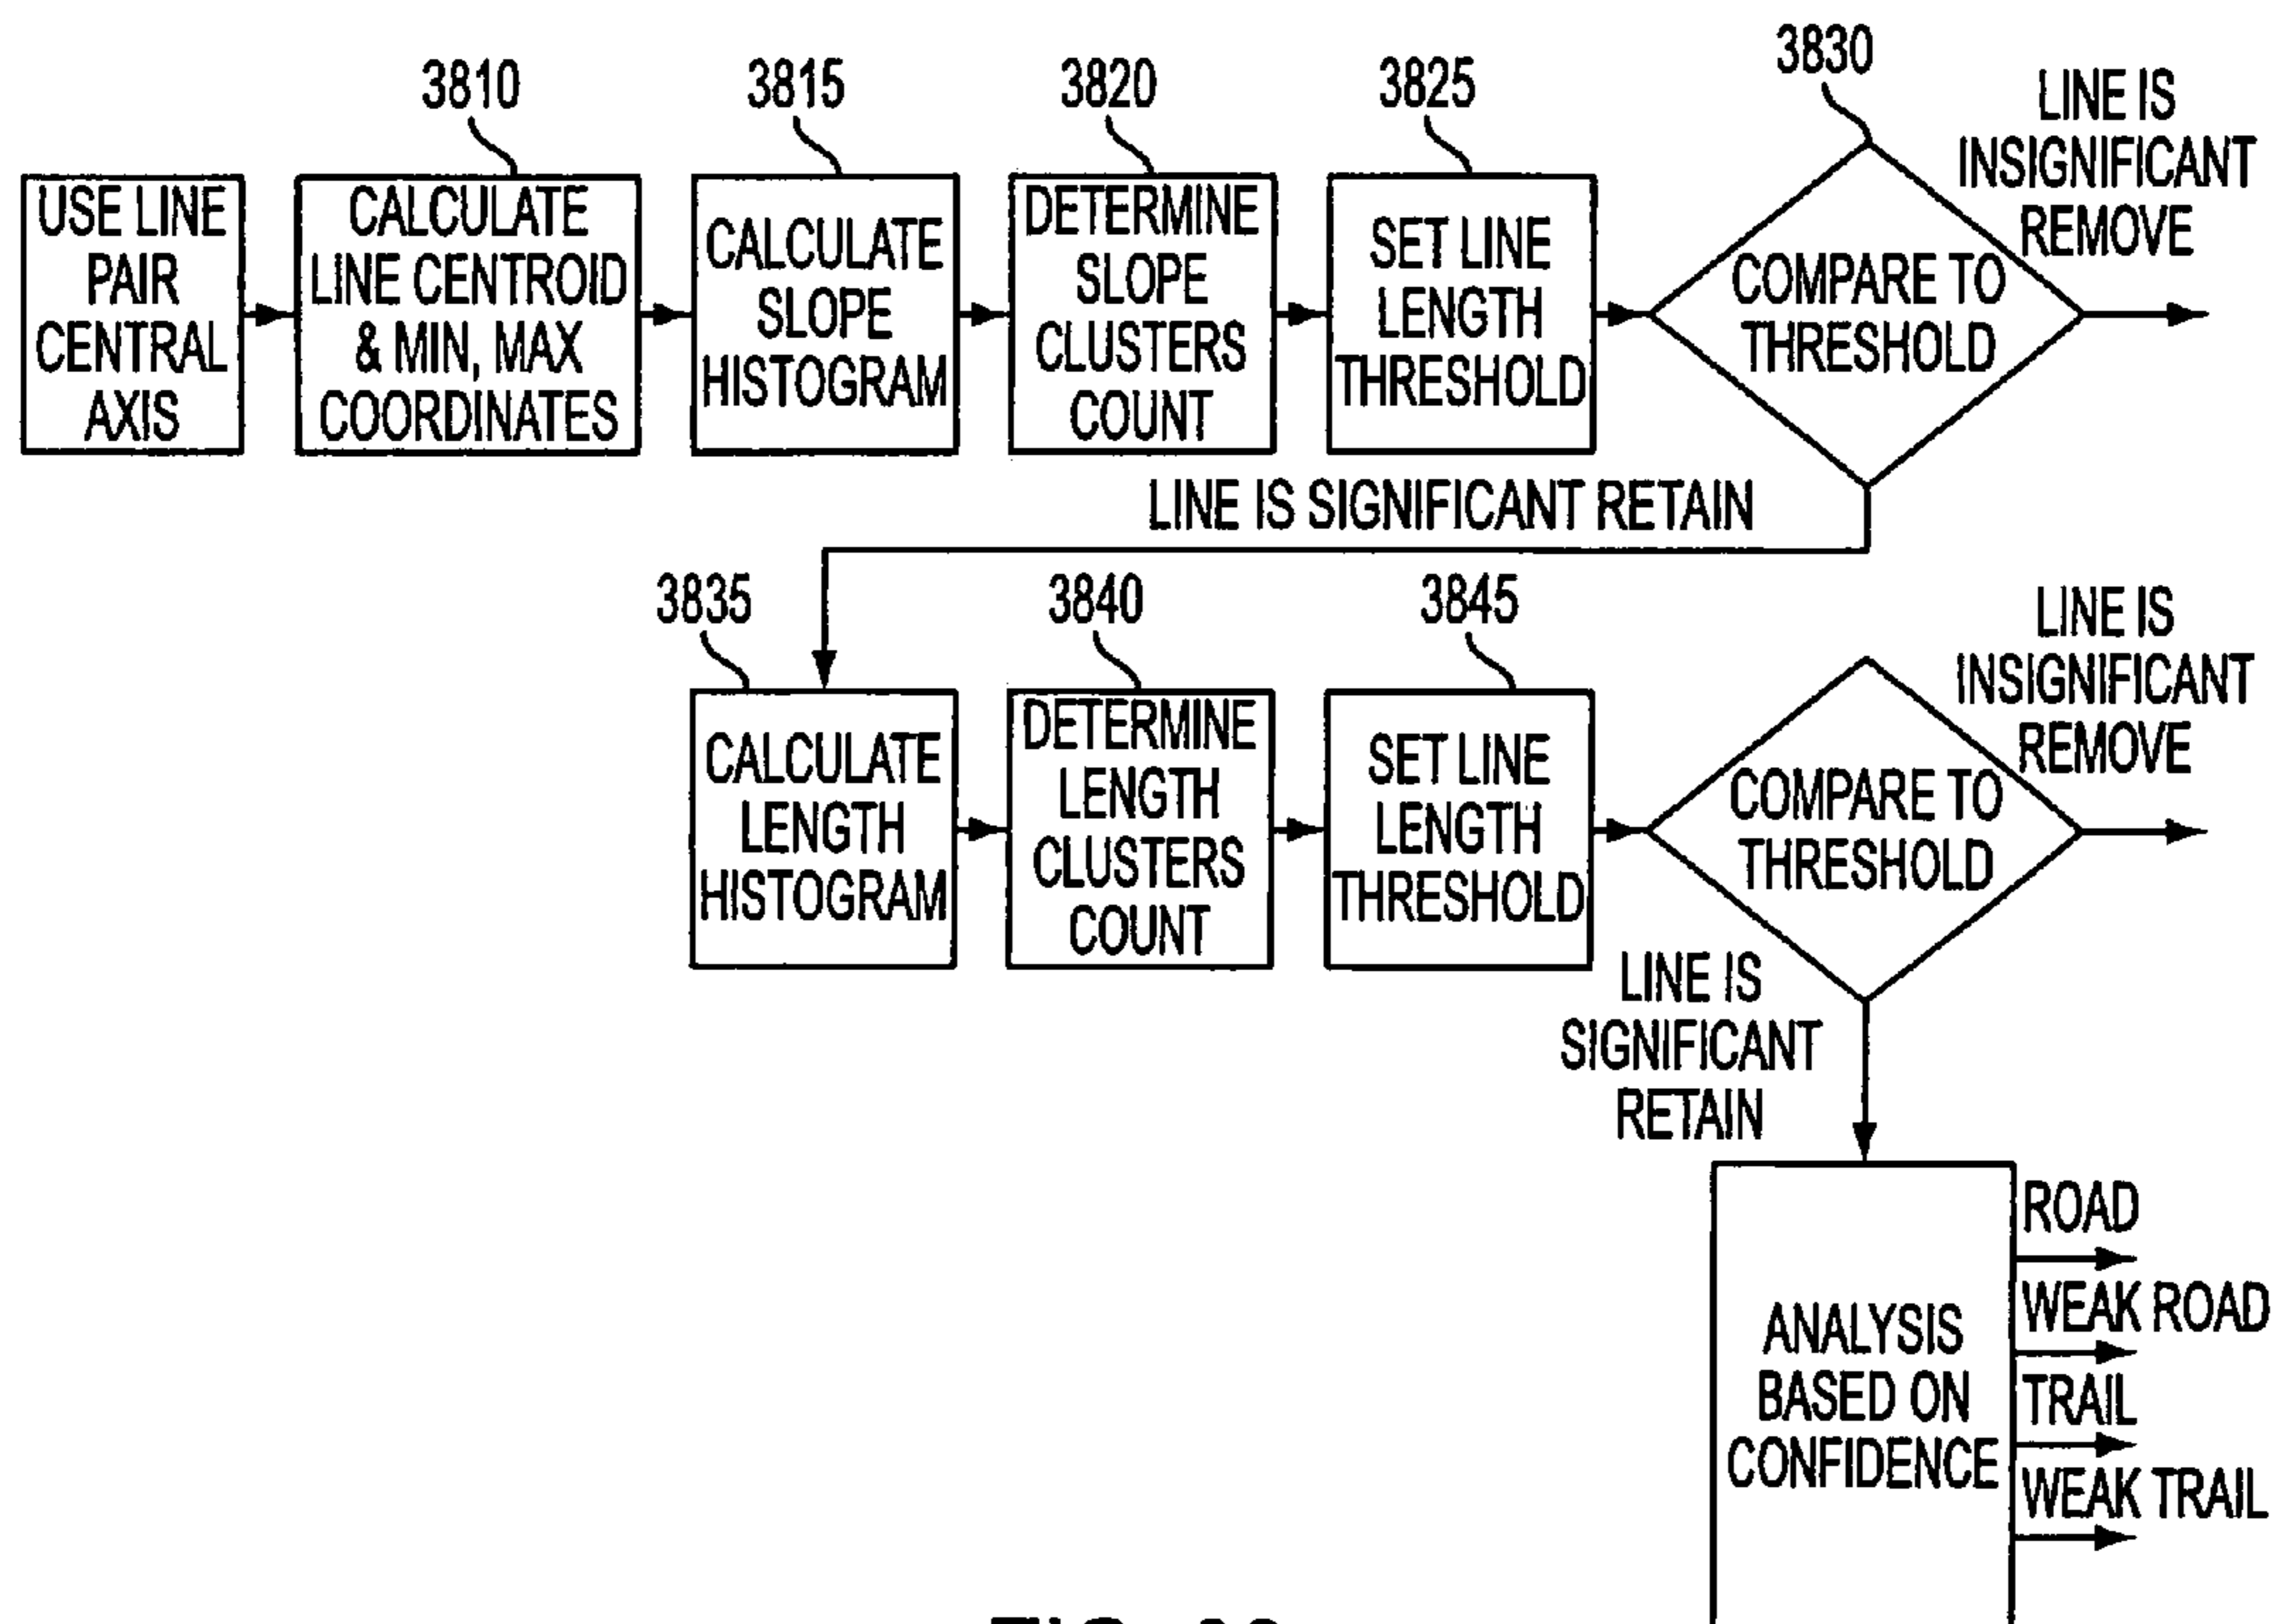 3810
3815
3820
3825
3830
USE LINE
PAIR
CENTRAL
AXIS
CALCULATE
LINE CENTROID
& MIN, MAX
COORDINATES
CALCULATE
SLOPE
HISTOGRAM
DETERMINE
SLOPE
CLUSTERS
COUNT
SET LINE
LENGTH
THRESHOLD
COMPARE TO
THRESHOLD
LINE IS
INSIGNIFICANT
REMOVE
LINE IS SIGNIFICANT RETAIN
3835
3840
3845
CALCULATE
LENGTH
HISTOGRAM
DETERMINE
LENGTH
CLUSTERS
COUNT
SET LINE
LENGTH
THRESHOLD
COMPARE TO
THRESHOLD
LINE IS
INSIGNIFICANT
REMOVE
LINE IS
SIGNIFICANT
RETAIN
ANALYSIS
BASED ON
CONFIDENCE
ROAD
WEAK ROAD
TRAIL
WEAK TRAIL